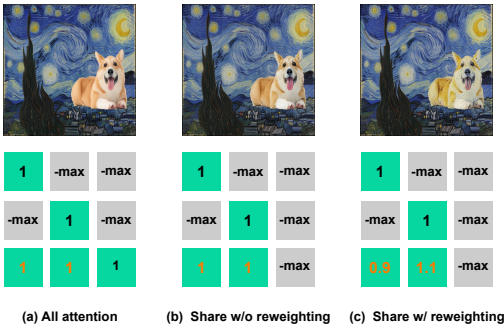 1 -max -max 1 -max -max 1 -max -max
-max 1 -max -max 1 -max -max 1 -max
1 1 1 1 1 -max 0.9 1.1 -max
(a) All attention (b) Share w/o reweighting (c) Share w/ reweighting